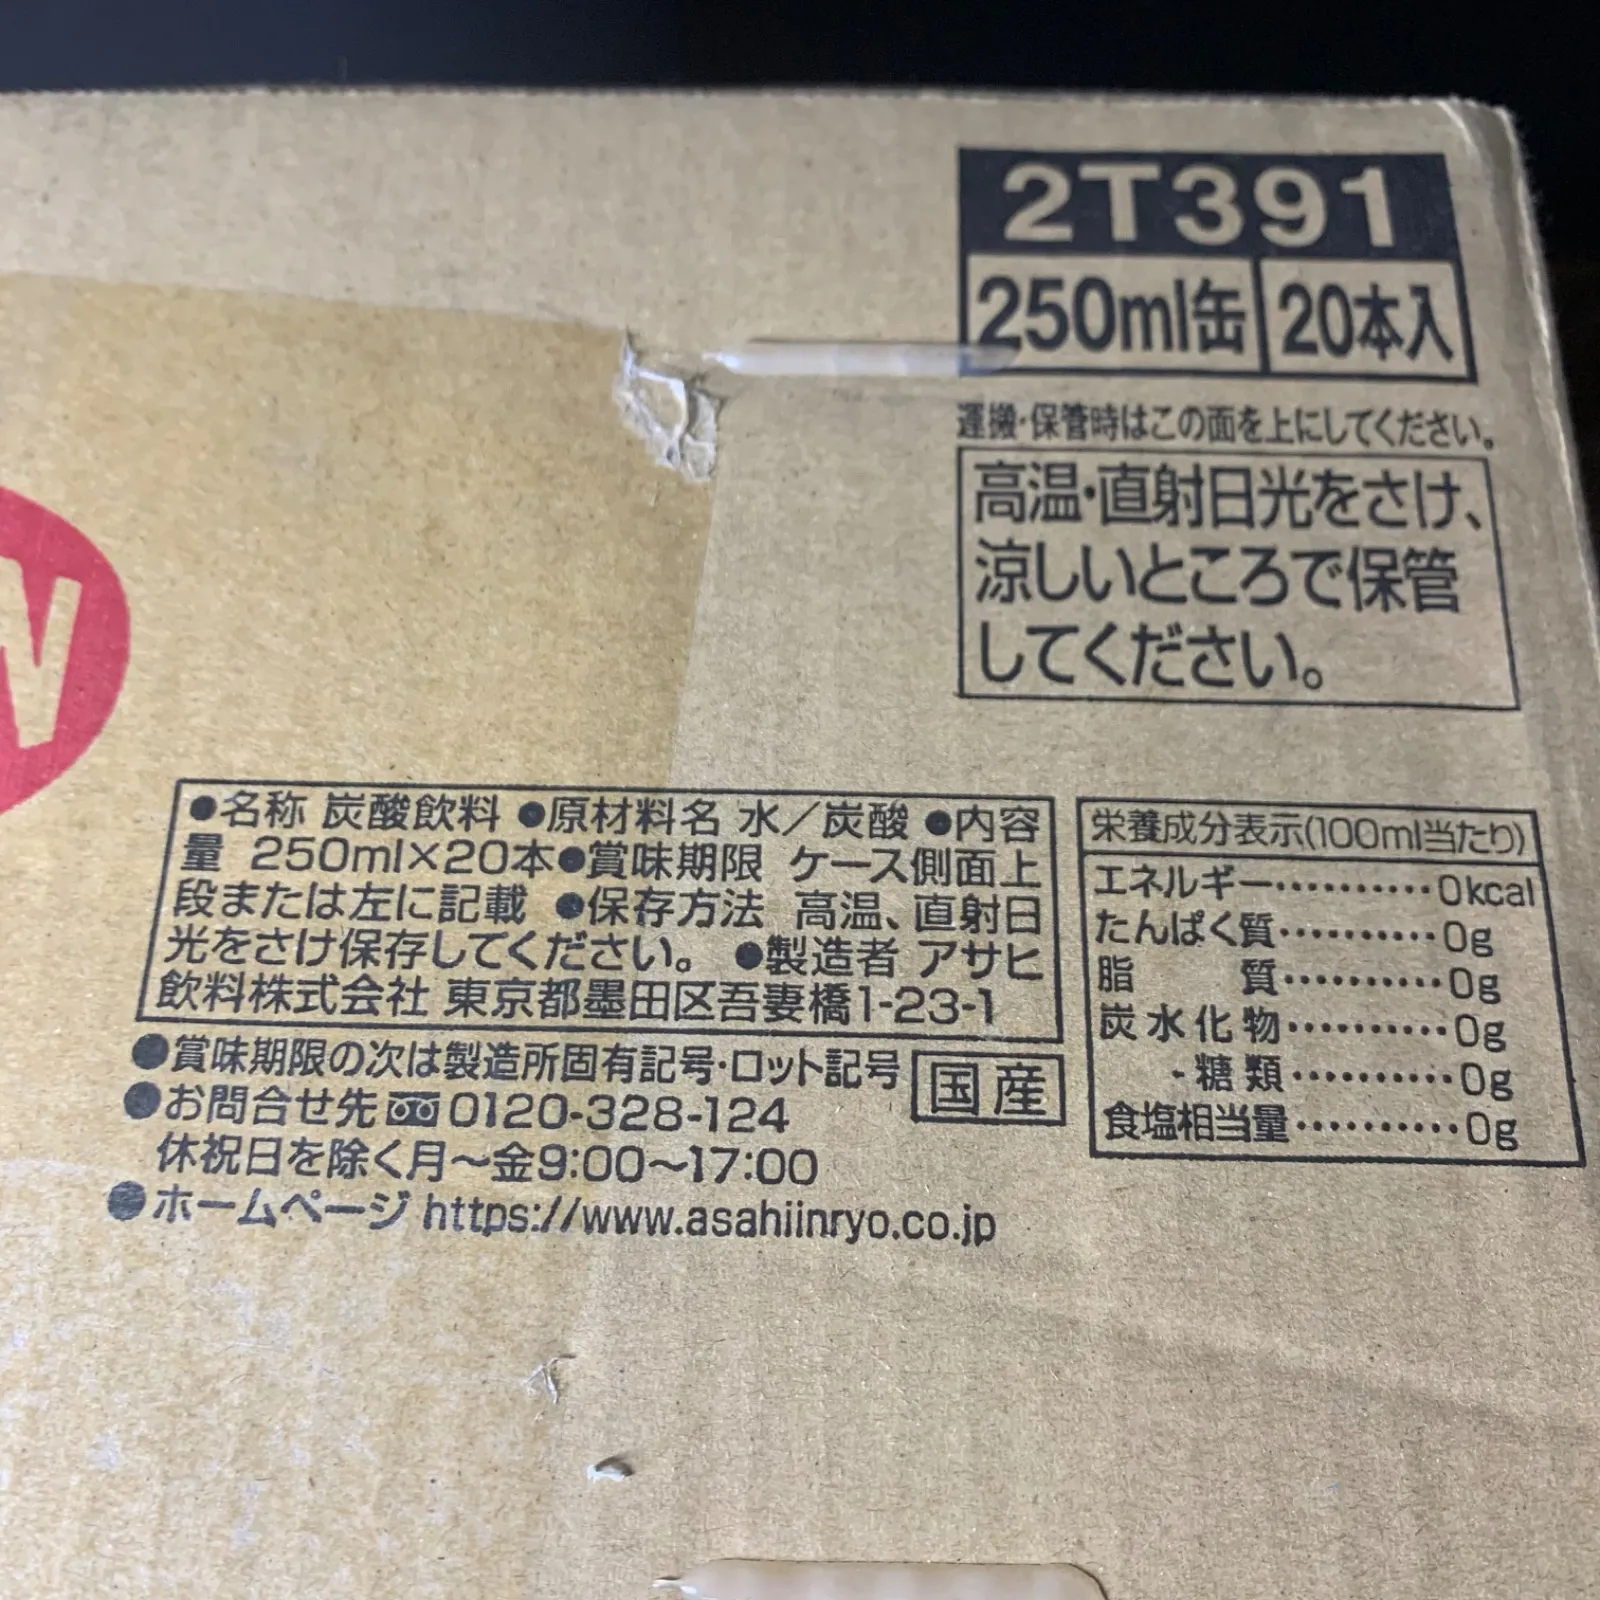 2T391
250ml缶 20本入
運搬・保管時はこの面を上にしてください。
高温・直射日光をさけ、
涼しいところで保管
してください。
●名称 炭酸飲料 ●原材料名 水／炭酸 ●内容
量 250ml×20本●賞味期限 ケース側面上
段または左に記載 ●保存方法 高温、直射日
光をさけ保存してください。 ●製造者 アサヒ
飲料株式会社 東京都墨田区吾妻橋1-23-1
●賞味期限の次は製造所固有記号・ロット記号
国産
●お問合せ先 0120-328-124
休祝日を除く月〜金9:00〜17:00
●ホームページ https://www.asahiinryo.co.jp
栄養成分表示(100ml当たり)
エネルギー··········0kcal
たんぱく質··········0g
脂　　質··········0g
炭水化物··········0g
-糖類··········0g
食塩相当量··········0g